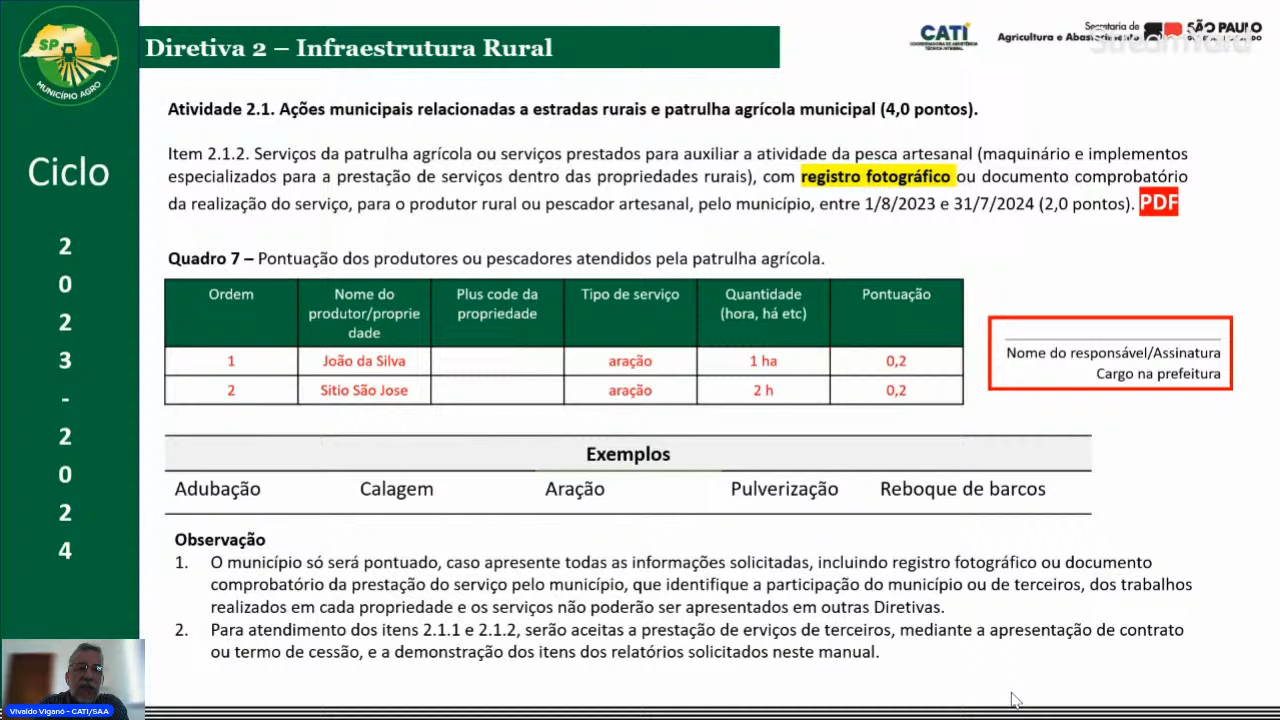 SP
MUNICÍPIO AGRO
Diretiva 2 – Infraestrutura Rural
CATI
COORDENADORIA DE ASSISTÊNCIA
TÉCNICA INTEGRAL
Secretaria de
Agricultura e Abastecimento
SÃO PAULO
StreamYard
Ciclo
2
0
2
3
-
2
0
2
4
Atividade 2.1. Ações municipais relacionadas a estradas rurais e patrulha agrícola municipal (4,0 pontos).
Item 2.1.2. Serviços da patrulha agrícola ou serviços prestados para auxiliar a atividade da pesca artesanal (maquinário e implementos
especializados para a prestação de serviços dentro das propriedades rurais), com registro fotográfico ou documento comprobatório
da realização do serviço, para o produtor rural ou pescador artesanal, pelo município, entre 1/8/2023 e 31/7/2024 (2,0 pontos). PDF
Quadro 7 – Pontuação dos produtores ou pescadores atendidos pela patrulha agrícola.
Ordem Nome do Plus code da Tipo de serviço Quantidade Pontuação
produtor/proprie propriedade (hora, há etc)
dade
1 João da Silva aração 1 ha 0,2
2 Sitio São Jose aração 2 h 0,2
Nome do responsável/Assinatura
Cargo na prefeitura
Exemplos
Adubação Calagem Aração Pulverização Reboque de barcos
Observação
1. O município só será pontuado, caso apresente todas as informações solicitadas, incluindo registro fotográfico ou documento
comprobatório da prestação do serviço pelo município, que identifique a participação do município ou de terceiros, dos trabalhos
realizados em cada propriedade e os serviços não poderão ser apresentados em outras Diretivas.
2. Para atendimento dos itens 2.1.1 e 2.1.2, serão aceitas a prestação de erviços de terceiros, mediante a apresentação de contrato
ou termo de cessão, e a demonstração dos itens dos relatórios solicitados neste manual.
Vivaldo Viganó - CATI/SAA